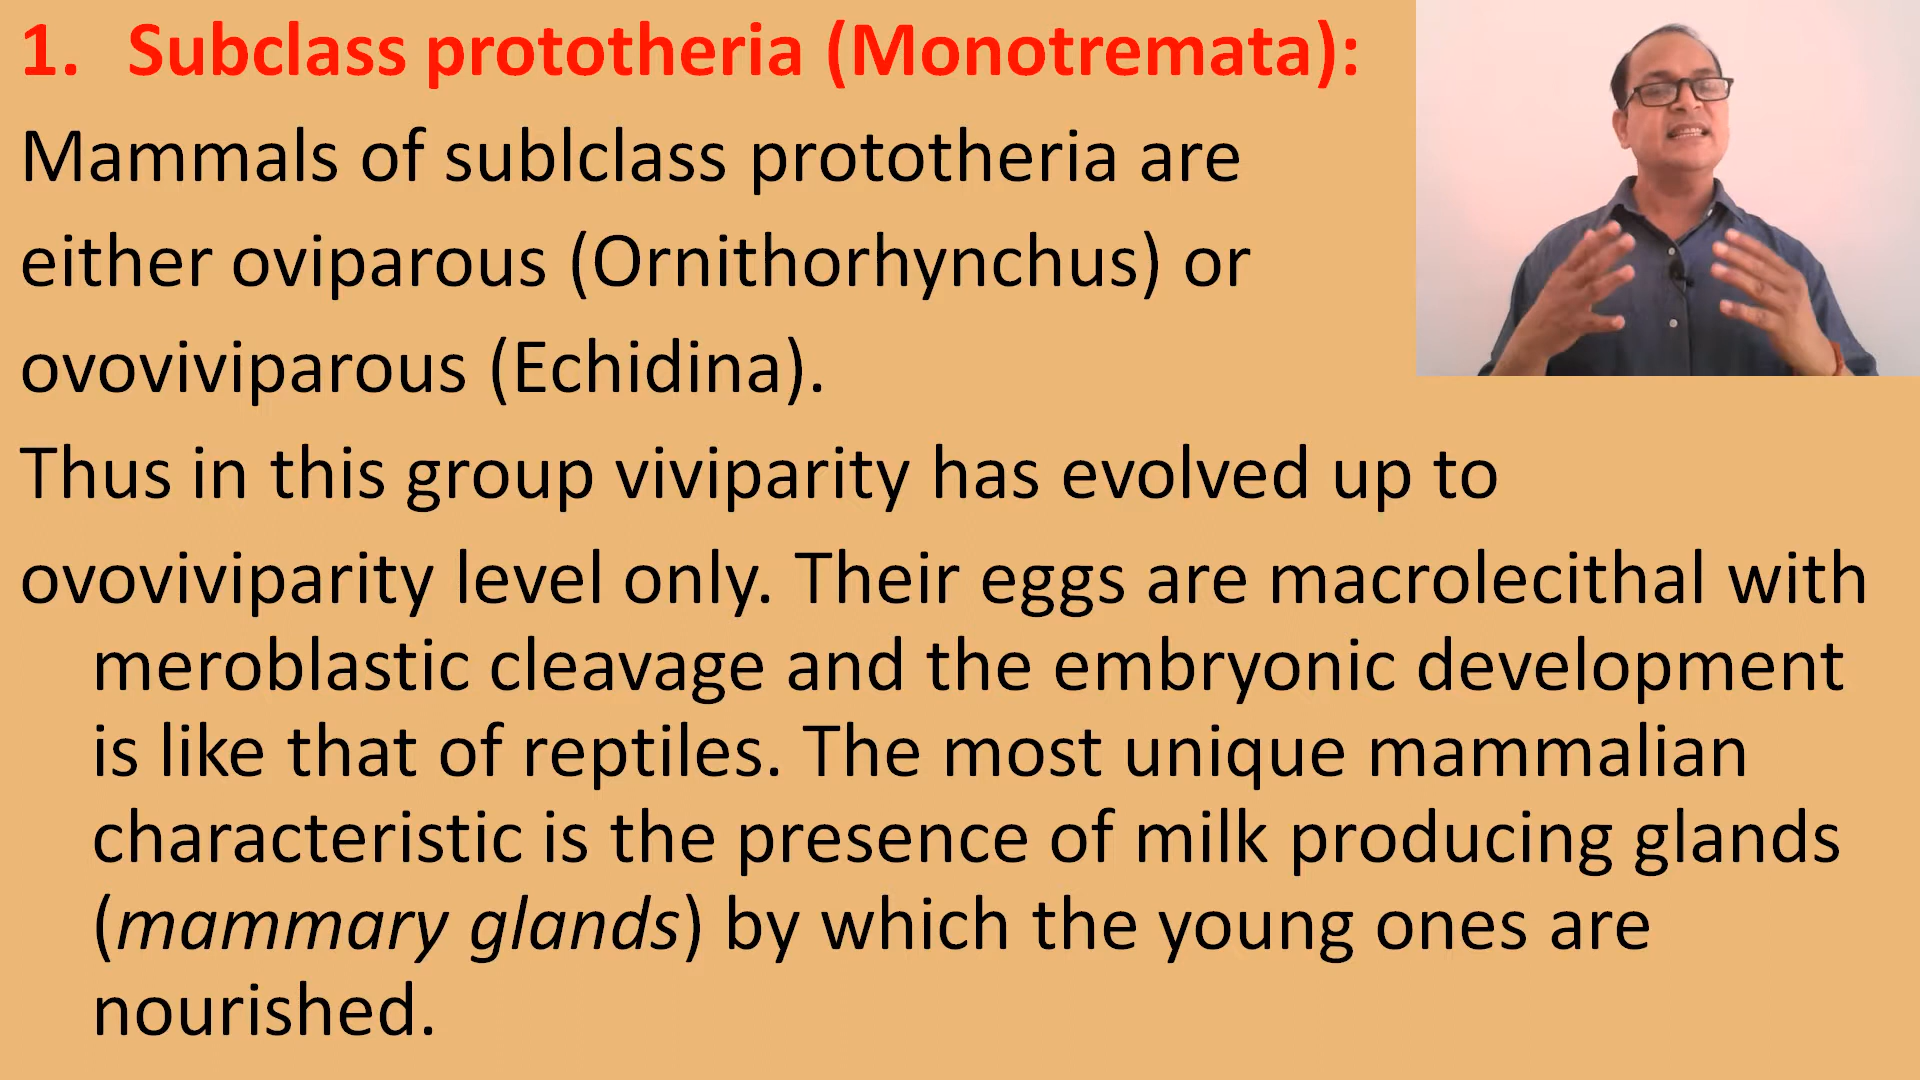 1. Subclass prototheria (Monotremata):
Mammals of sublclass prototheria are
either oviparous (Ornithorhynchus) or
ovoviviparous (Echidina).
Thus in this group viviparity has evolved up to
ovoviviparity level only. Their eggs are macrolecithal with
meroblastic cleavage and the embryonic development
is like that of reptiles. The most unique mammalian
characteristic is the presence of milk producing glands
(mammary glands) by which the young ones are
nourished.